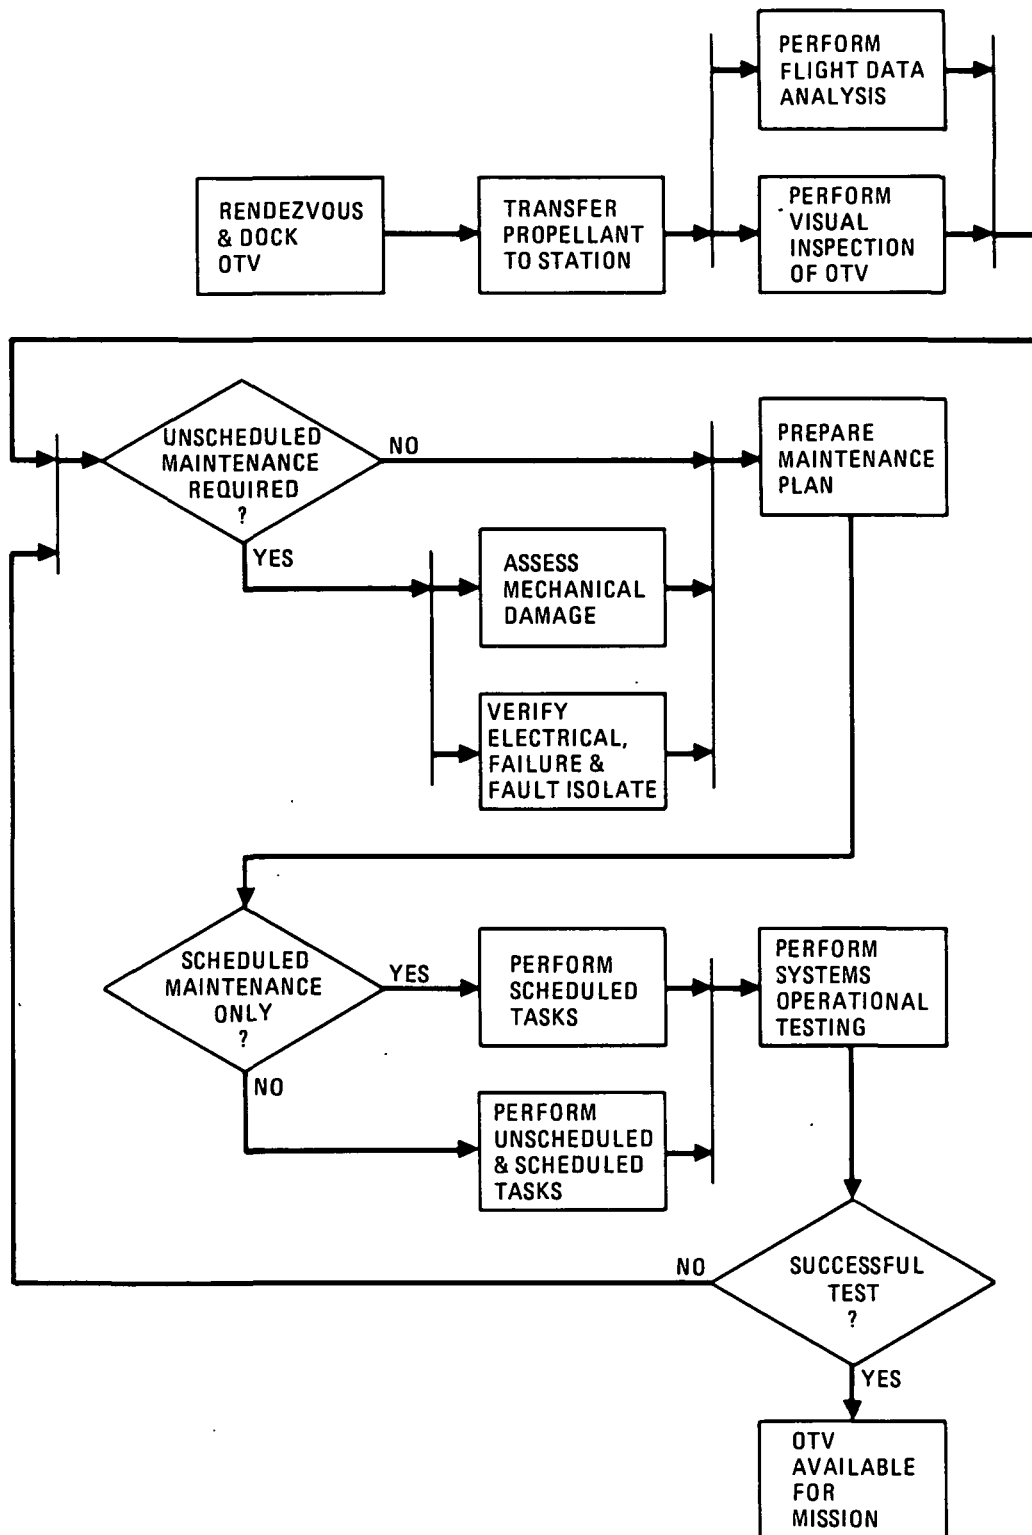 PERFORM
FLIGHT DATA
ANALYSIS
RENDEZVOUS
& DOCK
OTV
TRANSFER
PROPELLANT
TO STATION
PERFORM
VISUAL
INSPECTION
OF OTV
UNSCHEDULED
MAINTENANCE
REQUIRED
?
NO
YES
PREPARE
MAINTENANCE
PLAN
ASSESS
MECHANICAL
DAMAGE
VERIFY
ELECTRICAL,
FAILURE &
FAULT ISOLATE
SCHEDULED
MAINTENANCE
ONLY
?
YES
NO
PERFORM
SCHEDULED
TASKS
PERFORM
SYSTEMS
OPERATIONAL
TESTING
PERFORM
UNSCHEDULED
& SCHEDULED
TASKS
NO
SUCCESSFUL
TEST
?
YES
OTV
AVAILABLE
FOR
MISSION